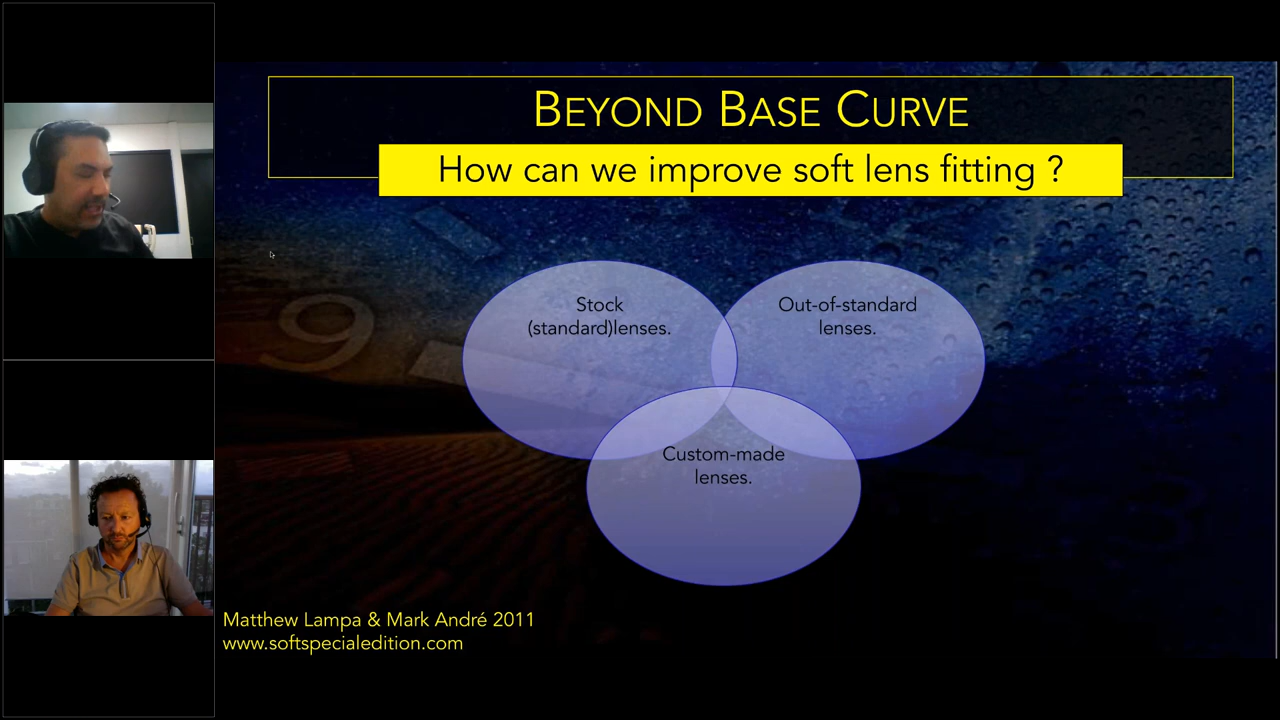 BEYOND BASE CURVE
How can we improve soft lens fitting ?
Stock
(standard)lenses.
Out-of-standard
lenses.
Custom-made
lenses.
9
Matthew Lampa & Mark André 2011
www.softspecialedition.com